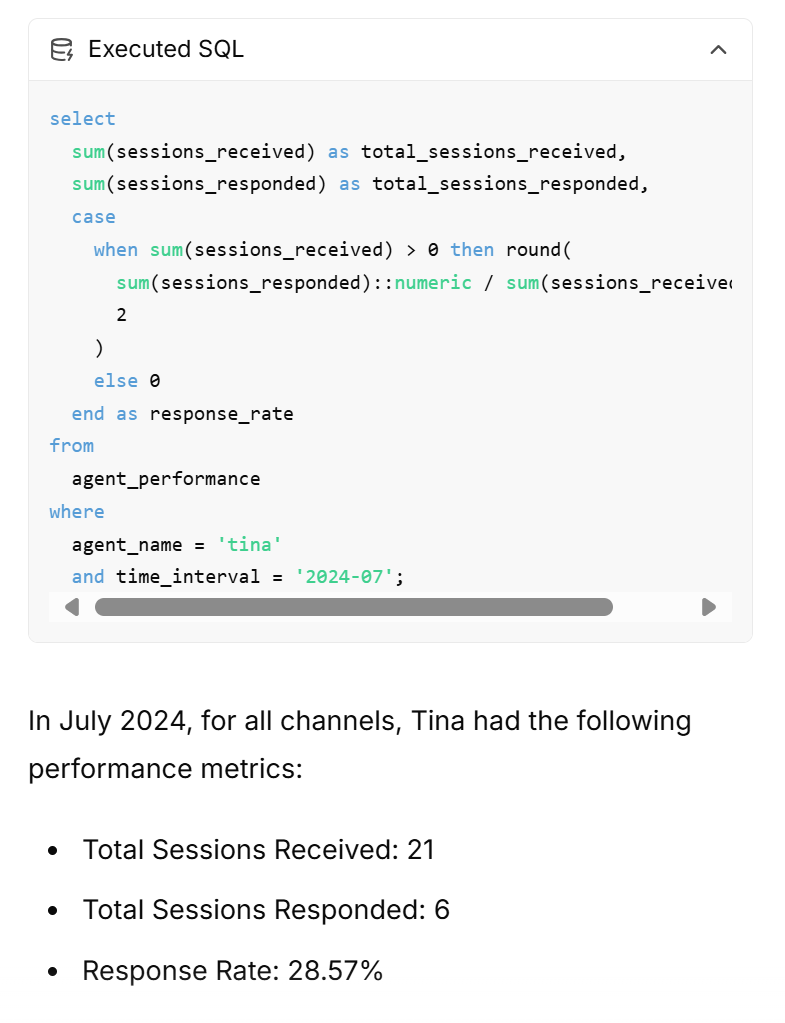 Executed SQL
select
sum(sessions_received) as total_sessions_received,
sum(sessions_responded) as total_sessions_responded,
case
when sum(sessions_received) > 0 then round(
sum(sessions_responded)::numeric / sum(sessions_received
2
)
else 0
end as response_rate
from
agent_performance
where
agent_name = 'tina'
and time_interval = '2024-07';
In July 2024, for all channels, Tina had the following
performance metrics:
• Total Sessions Received: 21
• Total Sessions Responded: 6
• Response Rate: 28.57%